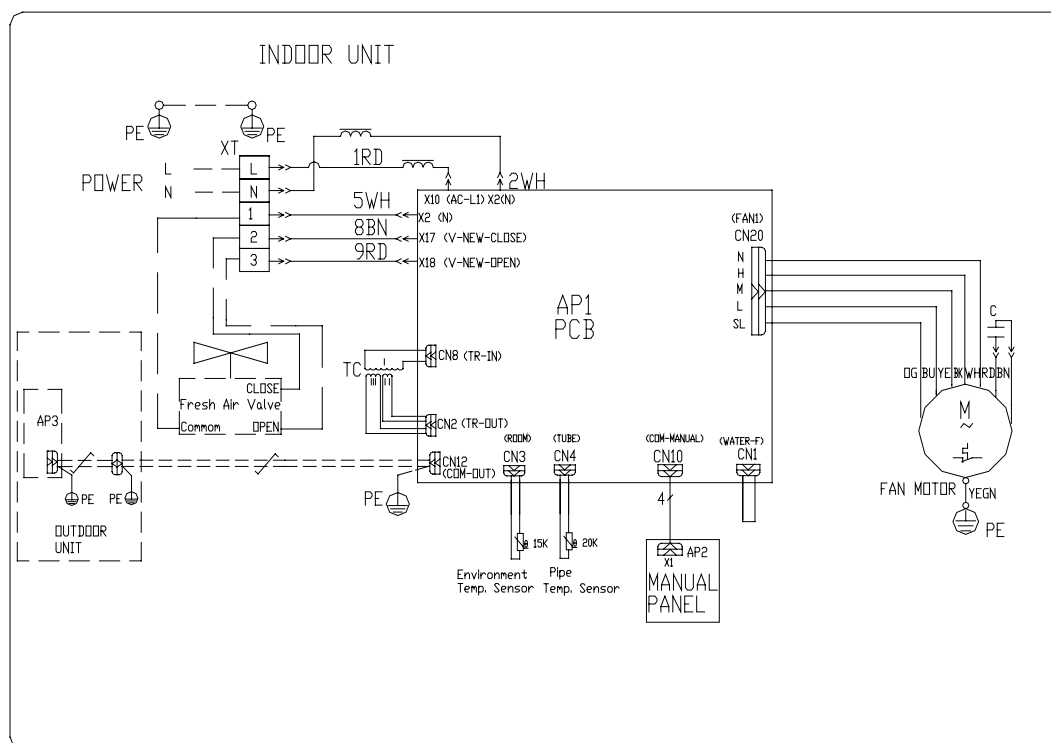 INDOOR UNIT
PE
PE
XT
L
L
1RD
POWER
N
N
2WH
X10 (AC-L1) X2(N)
1
5WH
X2 (N)
2
8BN
X17 (V-NEW-CLOSE)
3
9RD
X18 (V-NEW-OPEN)
(FAN1)
CN20
N
H
M
L
SL
AP1
PCB
C
TC
CN8 (TR-IN)
CN2 (TR-OUT)
CLOSE
Fresh Air Valve
Commom
OPEN
OG BU YE BK WH RD BN
M
~
FAN MOTOR
YEGN
PE
AP3
PE
PE
OUTDOOR
UNIT
CN12
(COM-OUT)
PE
(ROOM)
CN3
(TUBE)
CN4
(COM-MANUAL)
CN10
(WATER-F)
CN1
15K
20K
Environment
Temp. Sensor
Pipe
Temp. Sensor
4
X1
AP2
MANUAL
PANEL